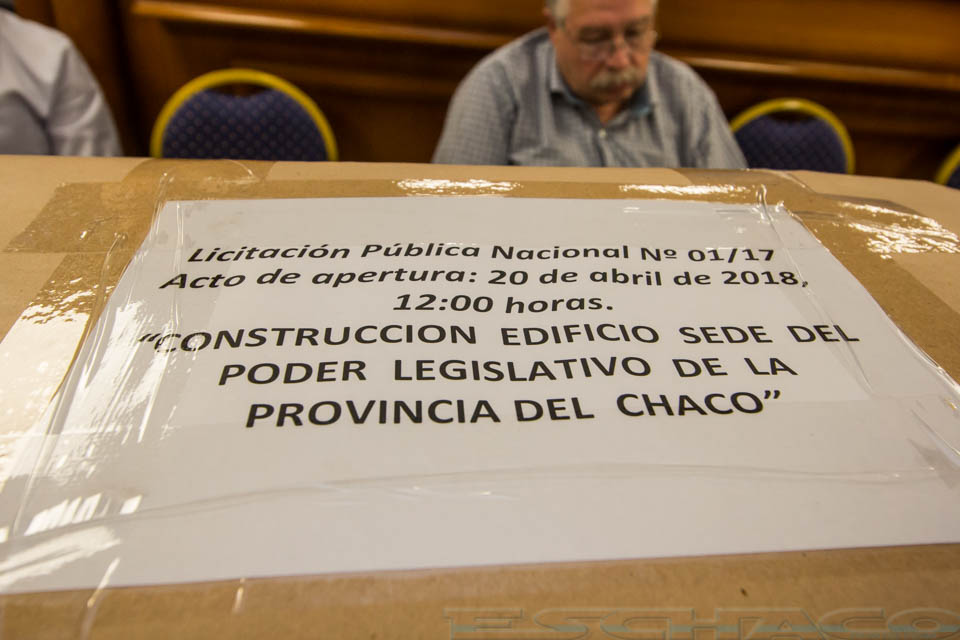 Licitación Pública Nacional Nº 01/17
Acto de apertura: 20 de abril de 2018,
12:00 horas.
“CONSTRUCCION EDIFICIO SEDE DEL
PODER LEGISLATIVO DE LA
PROVINCIA DEL CHACO”
ESCHACO